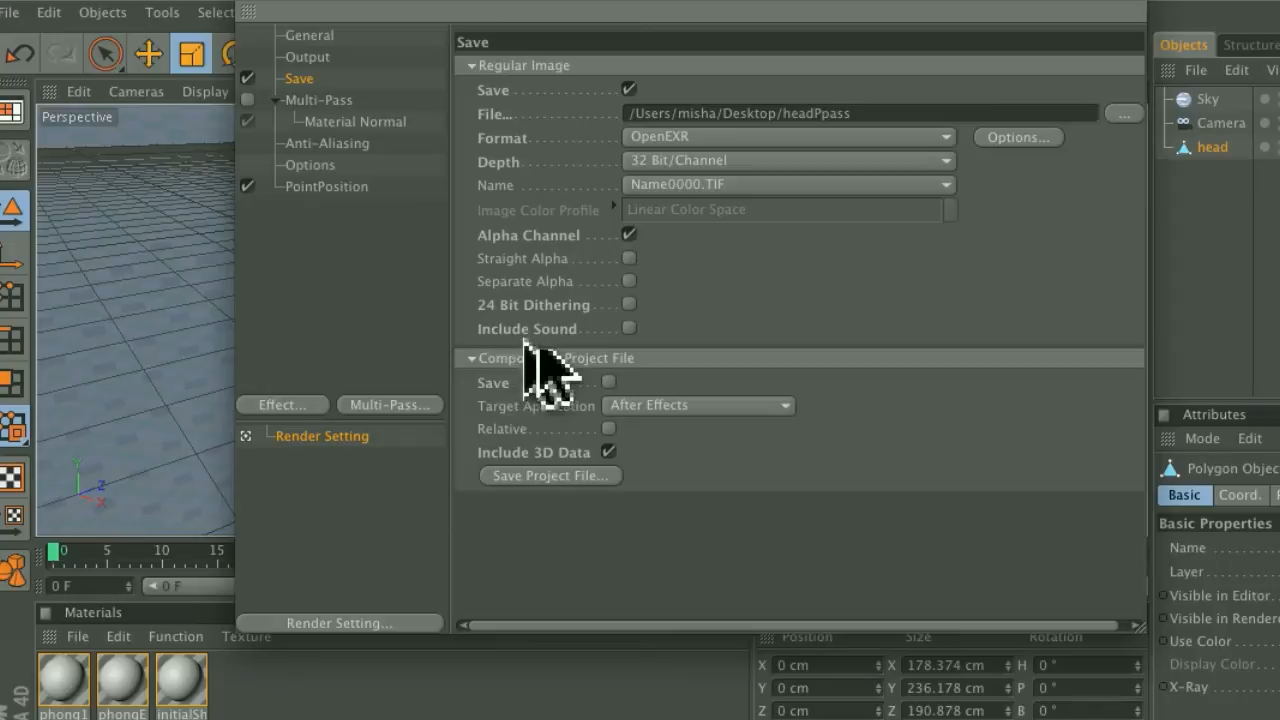 File Edit Objects Tools Select
Edit Cameras Display
Perspective
General
Output
Save
Multi-Pass
Material Normal
Anti-Aliasing
Options
PointPosition
Effect... Multi-Pass...
Render Setting
Render Setting...
Save
Regular Image
Save
File... /Users/misha/Desktop/headPpass ...
Format OpenEXR Options...
Depth 32 Bit/Channel
Name Name0000.TIF
Image Color Profile Linear Color Space
Alpha Channel
Straight Alpha
Separate Alpha
24 Bit Dithering
Include Sound
Project File
Save
Target After Effects
Relative
Include 3D Data
Save Project File...
Objects Structure
File Edit
Sky
Camera
head
Attributes
Mode Edit
Polygon Objec
Basic Coord.
Basic Properties
Name
Layer
Visible in Editor
Visible in Rendere
Use Color
Display Color
X-Ray
Y Z X
0 5 10 15
0 F 0 F
Materials
File Edit Function Texture
phong1 phongE initialSh
Position Size Rotation
X 0 cm X 178.374 cm H 0 °
Y 0 cm Y 236.178 cm P 0 °
Z 0 cm Z 190.878 cm B 0 °
A 4D